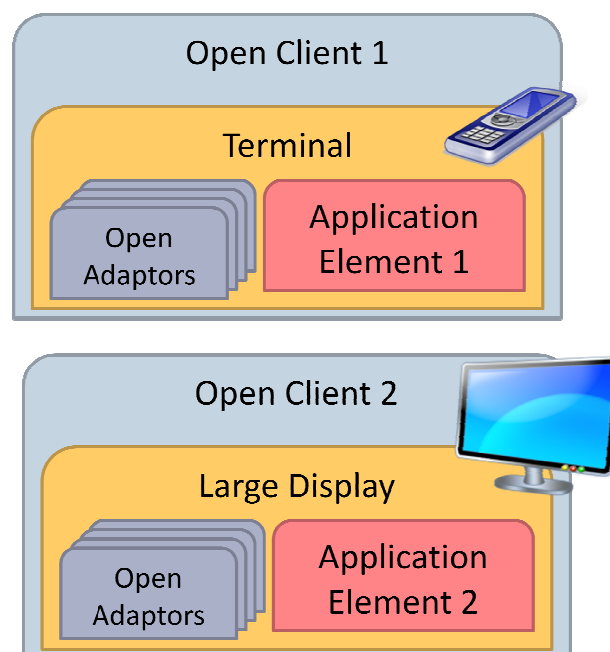 Open Client 1
Terminal
Open
Adaptors
Application
Element 1
Open Client 2
Large Display
Open
Adaptors
Application
Element 2